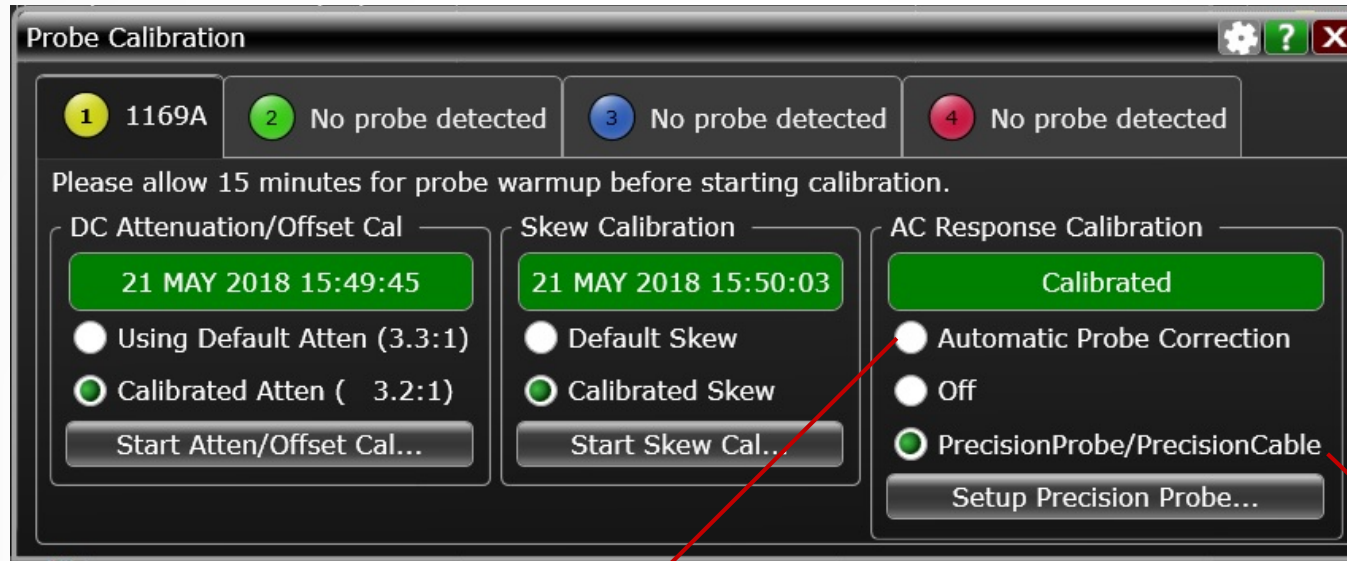 Probe Calibration
?
X
1 1169A
2 No probe detected
3 No probe detected
4 No probe detected
Please allow 15 minutes for probe warmup before starting calibration.
DC Attenuation/Offset Cal
21 MAY 2018 15:49:45
Using Default Atten (3.3:1)
Calibrated Atten (   3.2:1)
Start Atten/Offset Cal...
Skew Calibration
21 MAY 2018 15:50:03
Default Skew
Calibrated Skew
Start Skew Cal...
AC Response Calibration
Calibrated
Automatic Probe Correction
Off
PrecisionProbe/PrecisionCable
Setup Precision Probe...